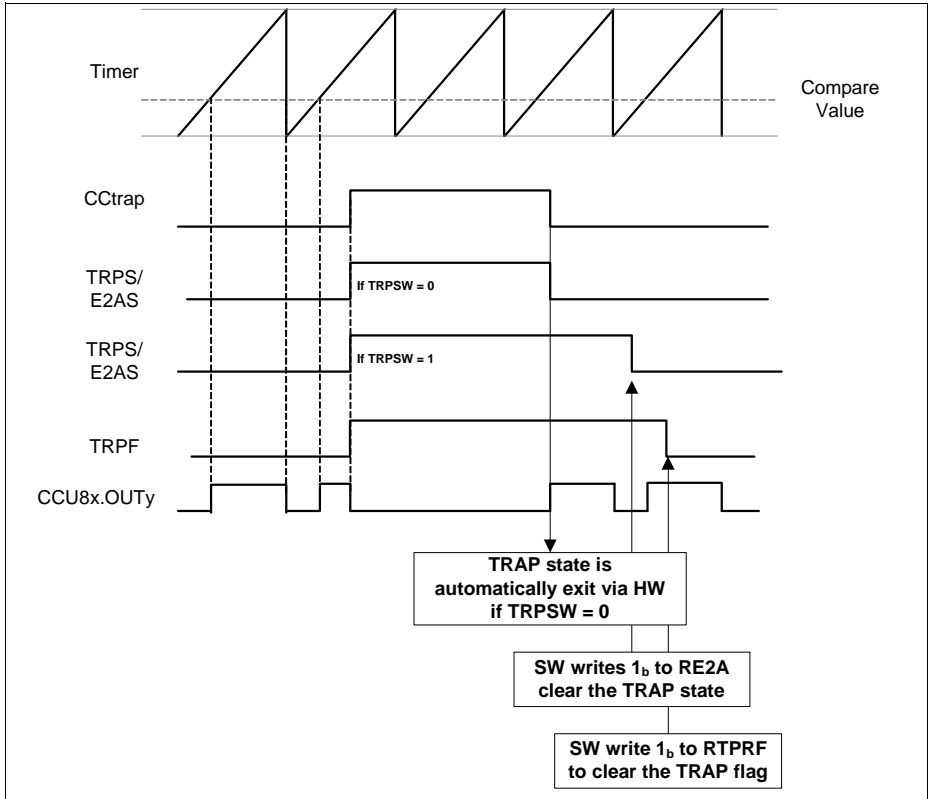 Timer
Compare
Value
CCtrap
TRPS/
E2AS
If TRPSW = 0
TRPS/
E2AS
If TRPSW = 1
TRPF
CCU8x.OUTy
TRAP state is
automatically exit via HW
if TRPSW = 0
SW writes 1b to RE2A
clear the TRAP state
SW write 1b to RTPRF
to clear the TRAP flag